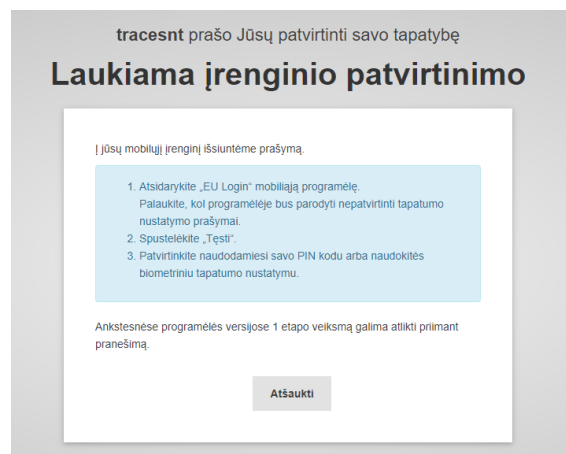 tracesnt prašo Jūsų patvirtinti savo tapatybę
Laukiama įrenginio patvirtinimo
Į jūsų mobilųjį įrenginį išsiuntėme prašymą.
1. Atsidarykite „EU Login“ mobiliąją programėlę.
Palaukite, kol programėlėje bus parodyti nepatvirtinti tapatumo
nustatymo prašymai.
2. Spustelėkite „Tęsti“.
3. Patvirtinkite naudodamiesi savo PIN kodu arba naudokitės
biometriniu tapatumo nustatymu.
Ankstesnėse programėlės versijose 1 etapo veiksmą galima atlikti priimant
pranešimą.
Atšaukti